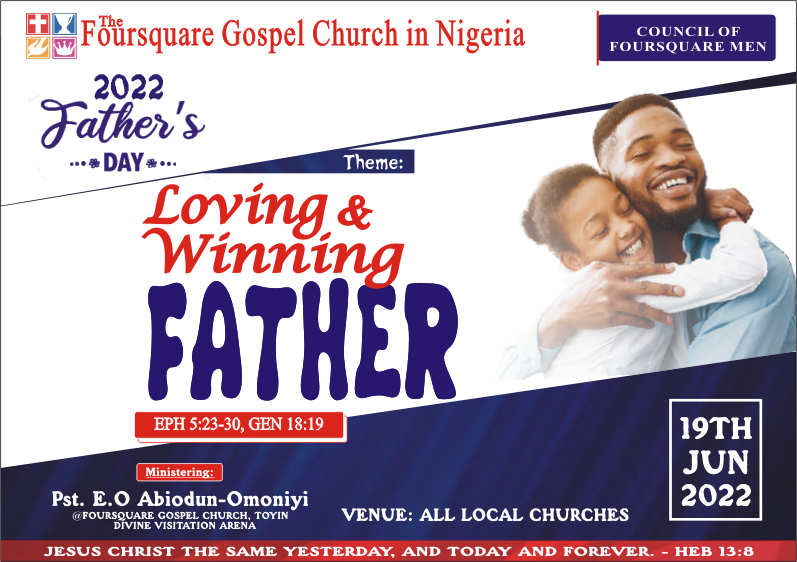 The
Foursquare Gospel Church in Nigeria
COUNCIL OF
FOURSQUARE MEN
2022
Father's
DAY
Theme:
Loving &
Winning
FATHER
EPH 5:23-30, GEN 18:19
Ministering:
Pst. E.O Abiodun-Omoniyi
@FOURSQUARE GOSPEL CHURCH, TOYIN
DIVINE VISITATION ARENA
VENUE: ALL LOCAL CHURCHES
19TH
JUN
2022
JESUS CHRIST THE SAME YESTERDAY, AND TODAY AND FOREVER. - HEB 13:8